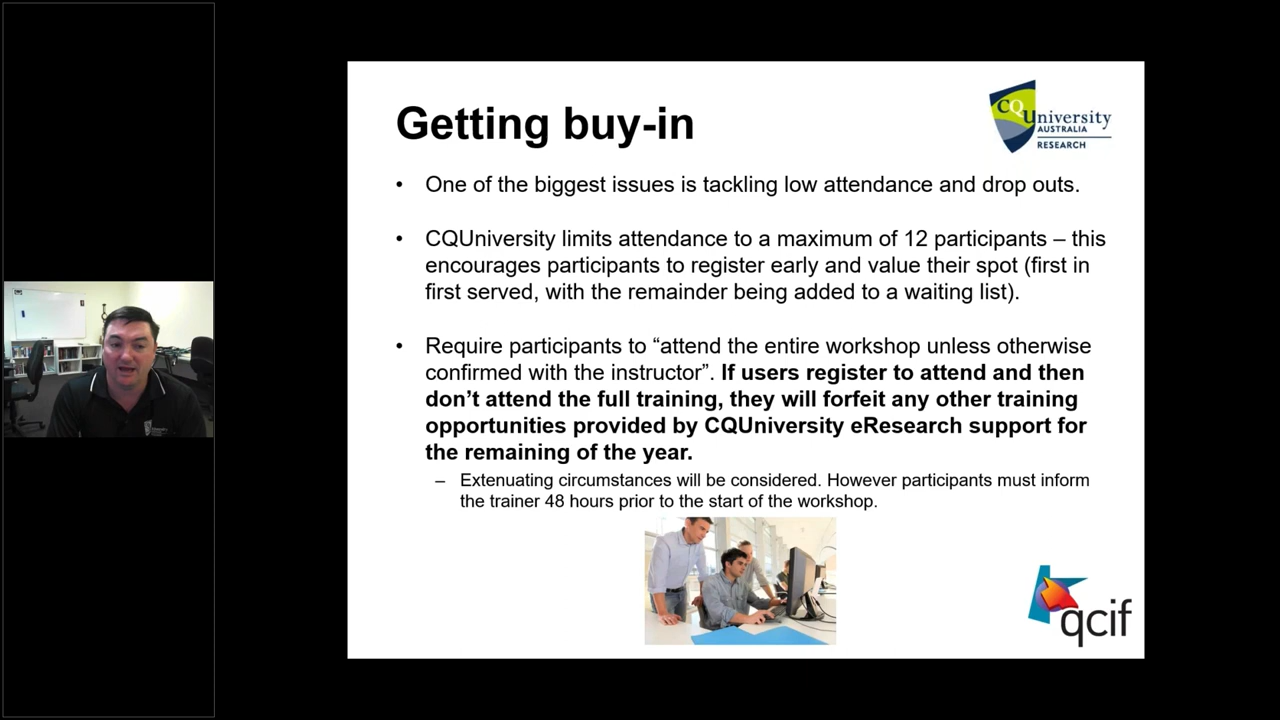 Getting buy-in
CQUniversity
AUSTRALIA
RESEARCH
• One of the biggest issues is tackling low attendance and drop outs.
• CQUniversity limits attendance to a maximum of 12 participants – this
encourages participants to register early and value their spot (first in
first served, with the remainder being added to a waiting list).
• Require participants to “attend the entire workshop unless otherwise
confirmed with the instructor”. If users register to attend and then
don’t attend the full training, they will forfeit any other training
opportunities provided by CQUniversity eResearch support for
the remaining of the year.
– Extenuating circumstances will be considered. However participants must inform
the trainer 48 hours prior to the start of the workshop.
qcif